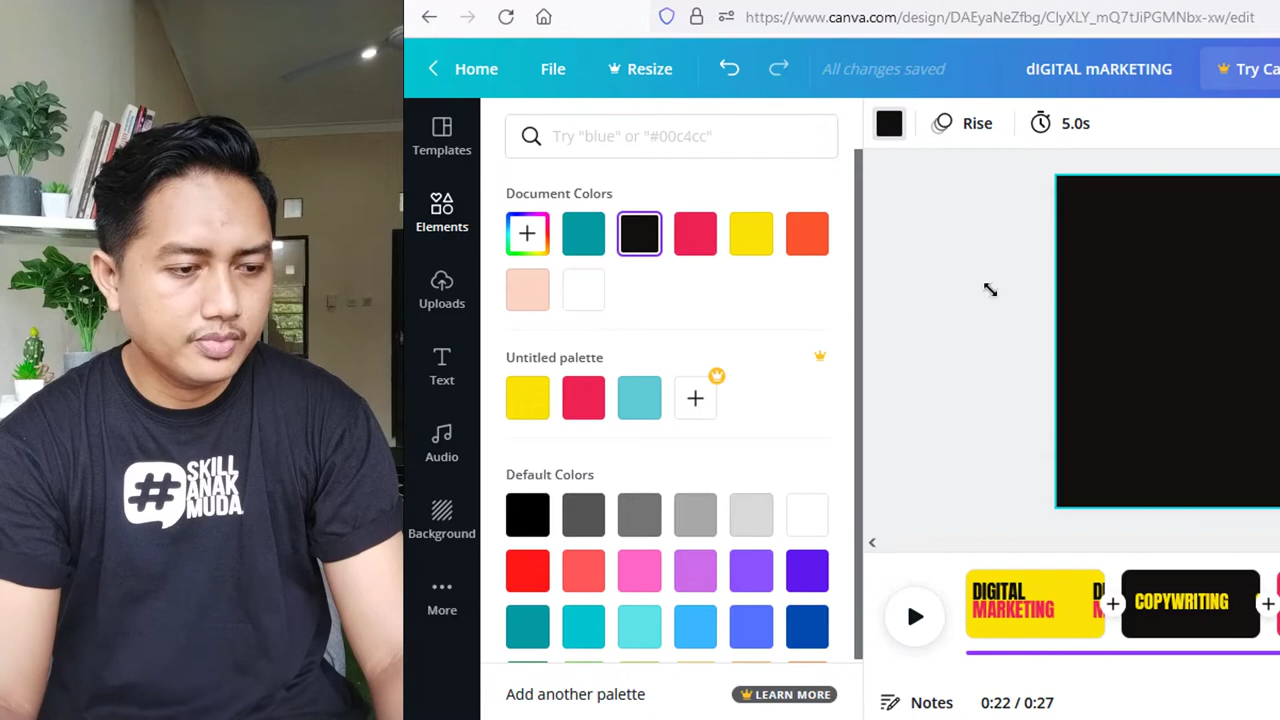 https://www.canva.com/design/DAEyaNeZfbg/ClyXLY_mQ7tJiPGMNbx-xw/edit
Home
File
Resize
All changes saved
dIGITAL mARKETING
Try Ca
Templates
Elements
Uploads
Text
Audio
Background
More
Try "blue" or "#00c4cc"
Document Colors
Untitled palette
Default Colors
Add another palette
LEARN MORE
Rise
5.0s
DIGITAL
MARKETING
COPYWRITING
Notes
0:22 / 0:27
#SKILL
ANAK
MUDA.